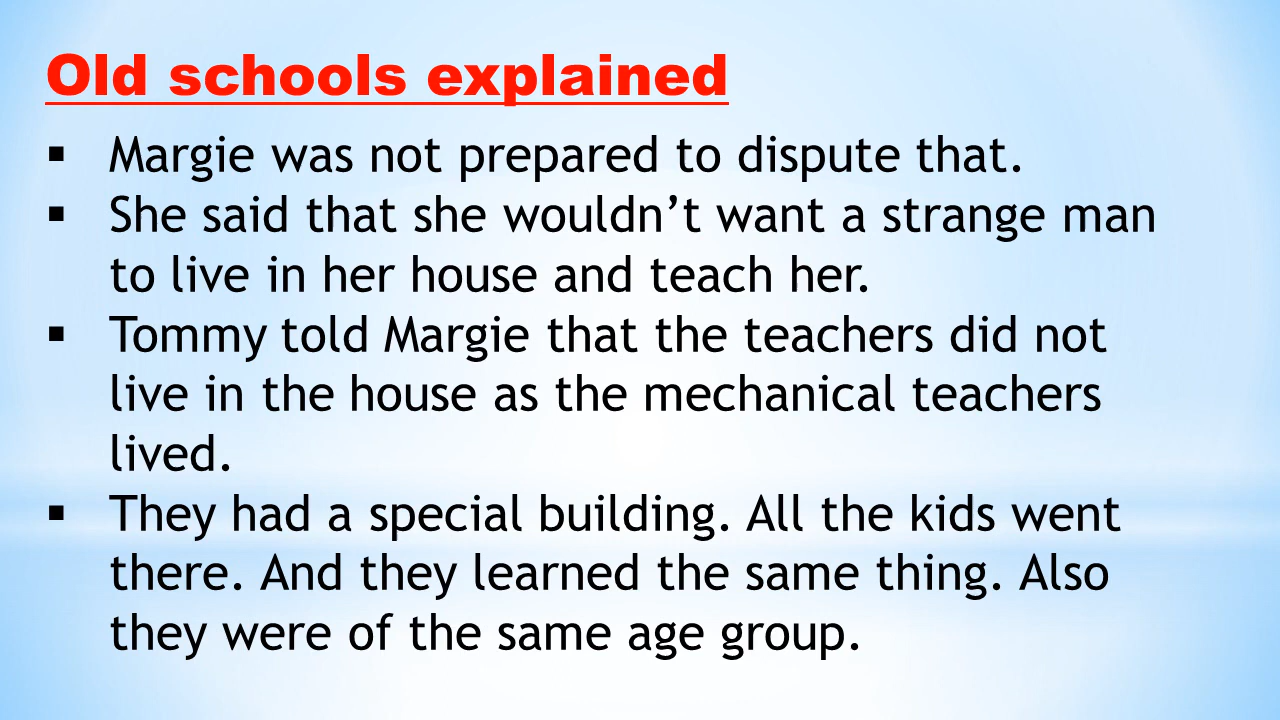 Old schools explained
▪ Margie was not prepared to dispute that.
▪ She said that she wouldn’t want a strange man
to live in her house and teach her.
▪ Tommy told Margie that the teachers did not
live in the house as the mechanical teachers
lived.
▪ They had a special building. All the kids went
there. And they learned the same thing. Also
they were of the same age group.